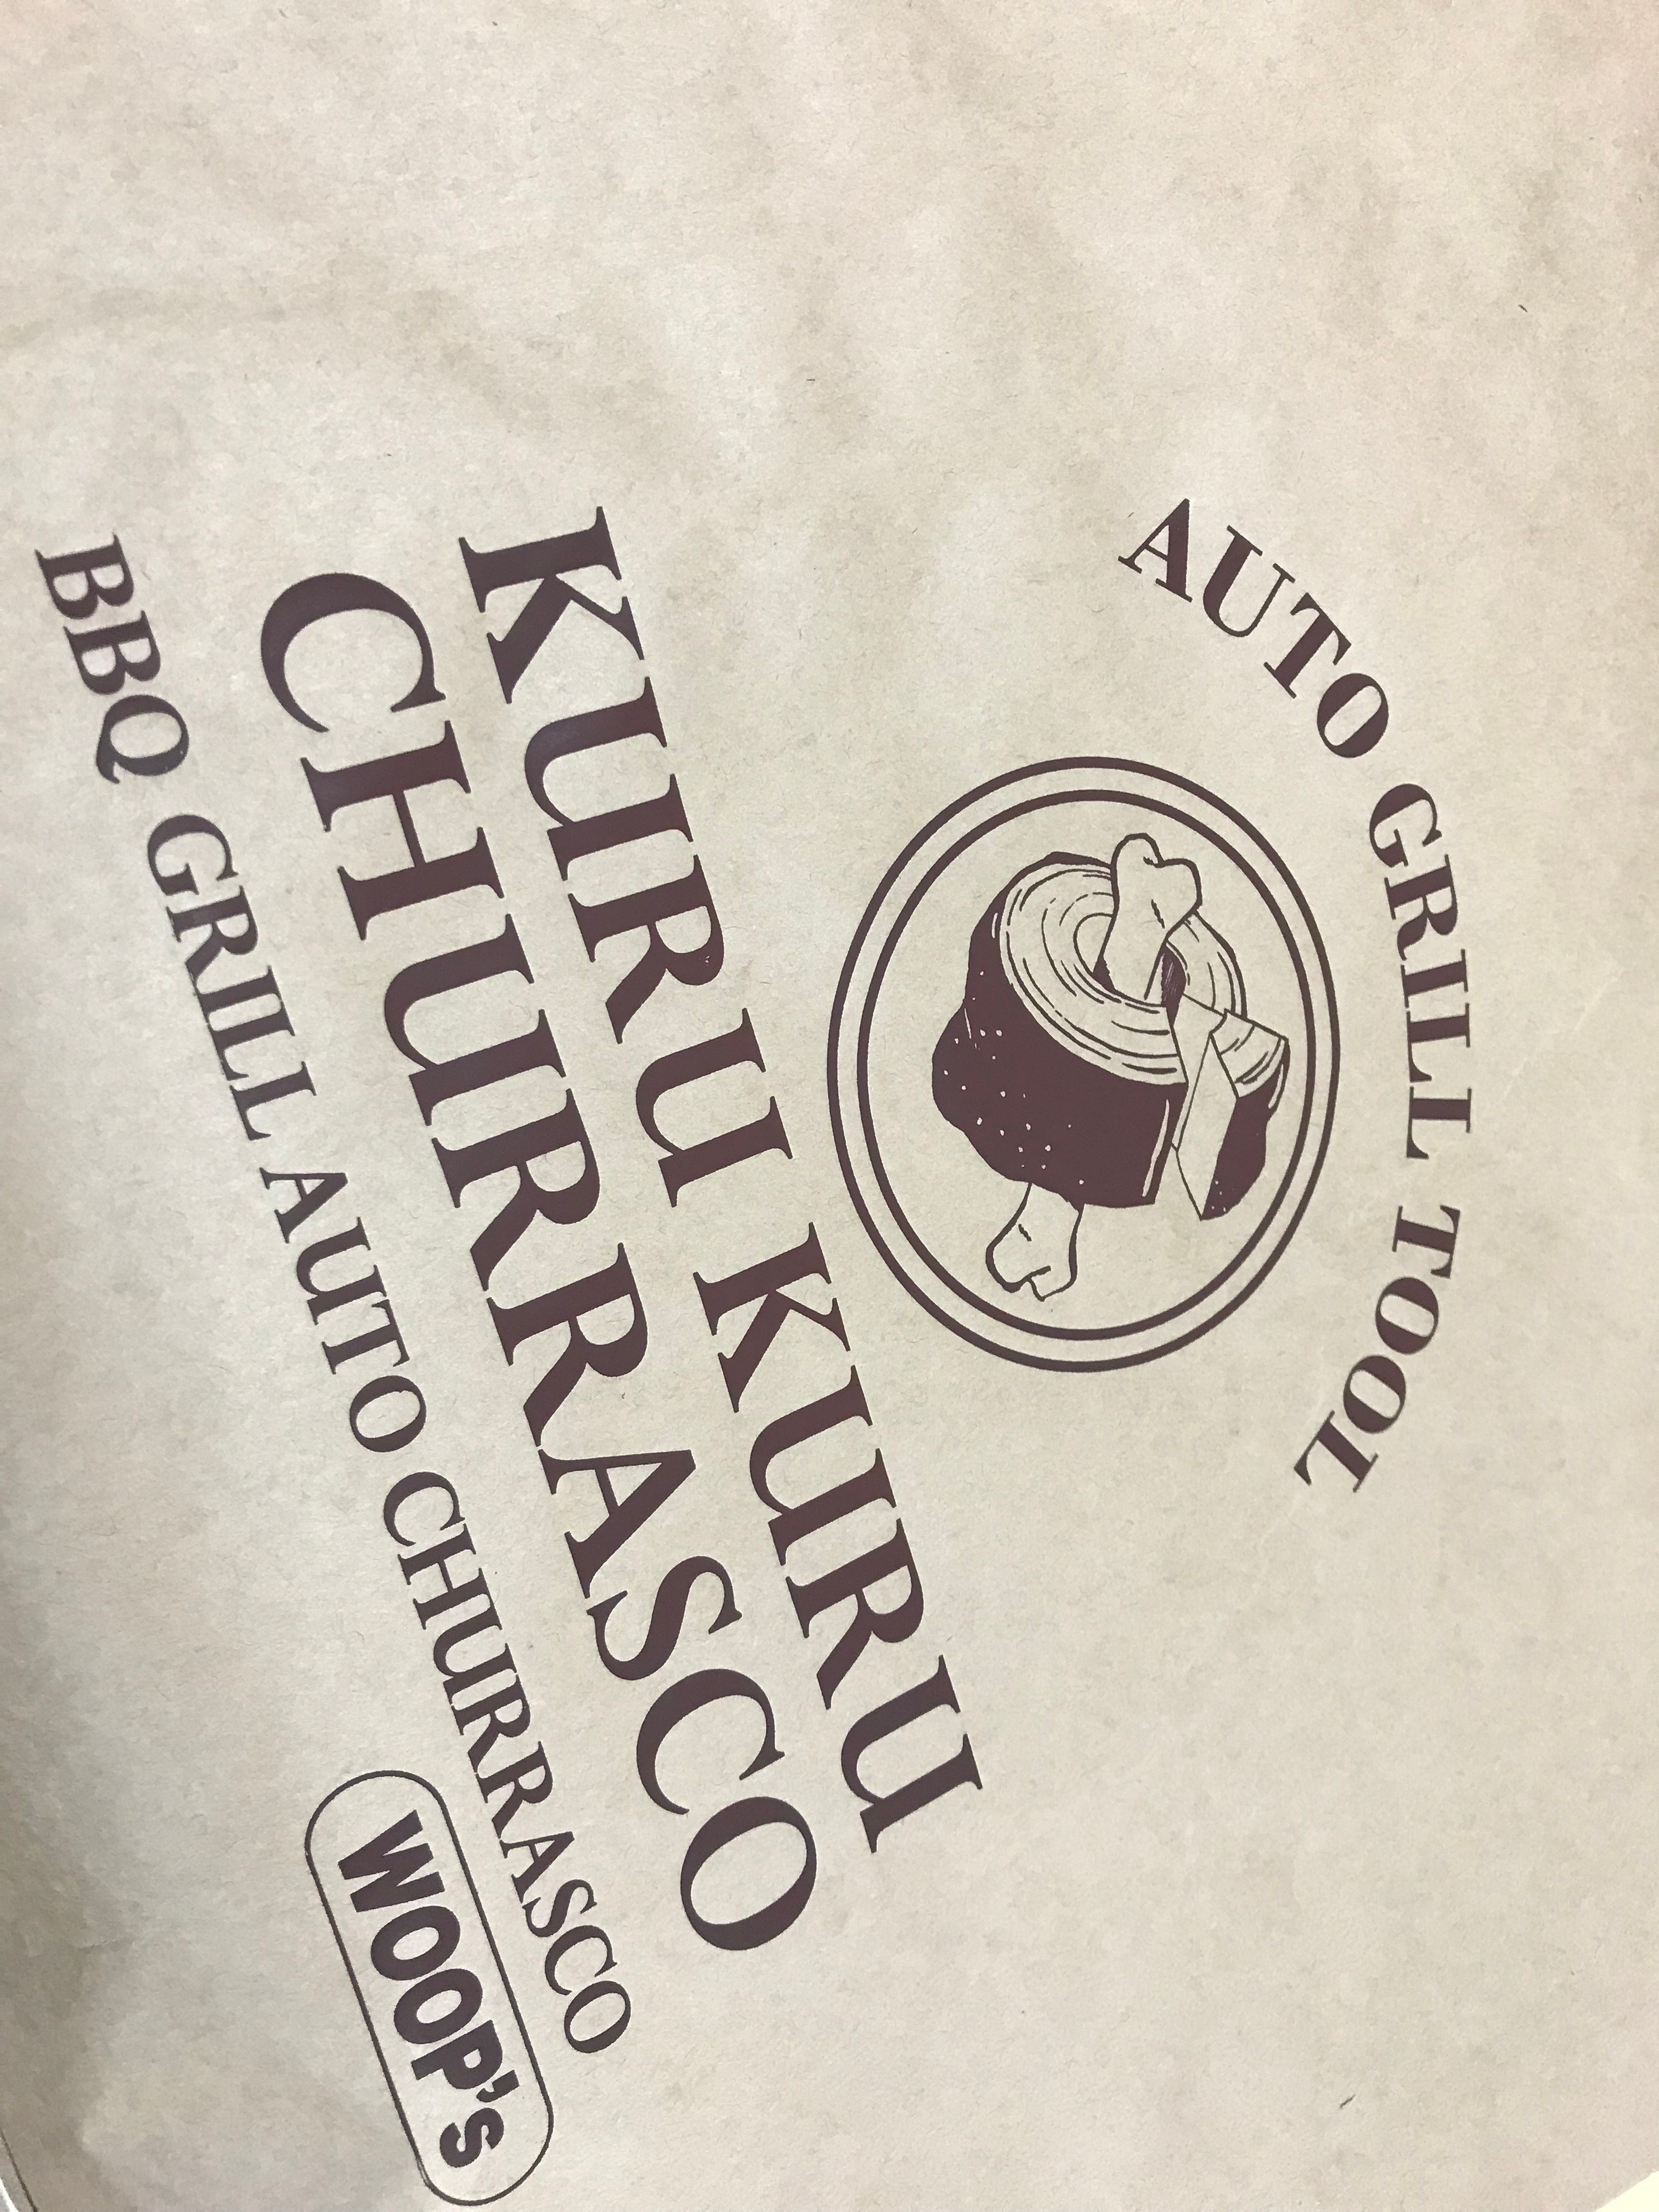 AUTO GRILL TOOL
KURU KURU
CHURRASCO
BBQ GRILL AUTO CHURRASCO
WOOP's